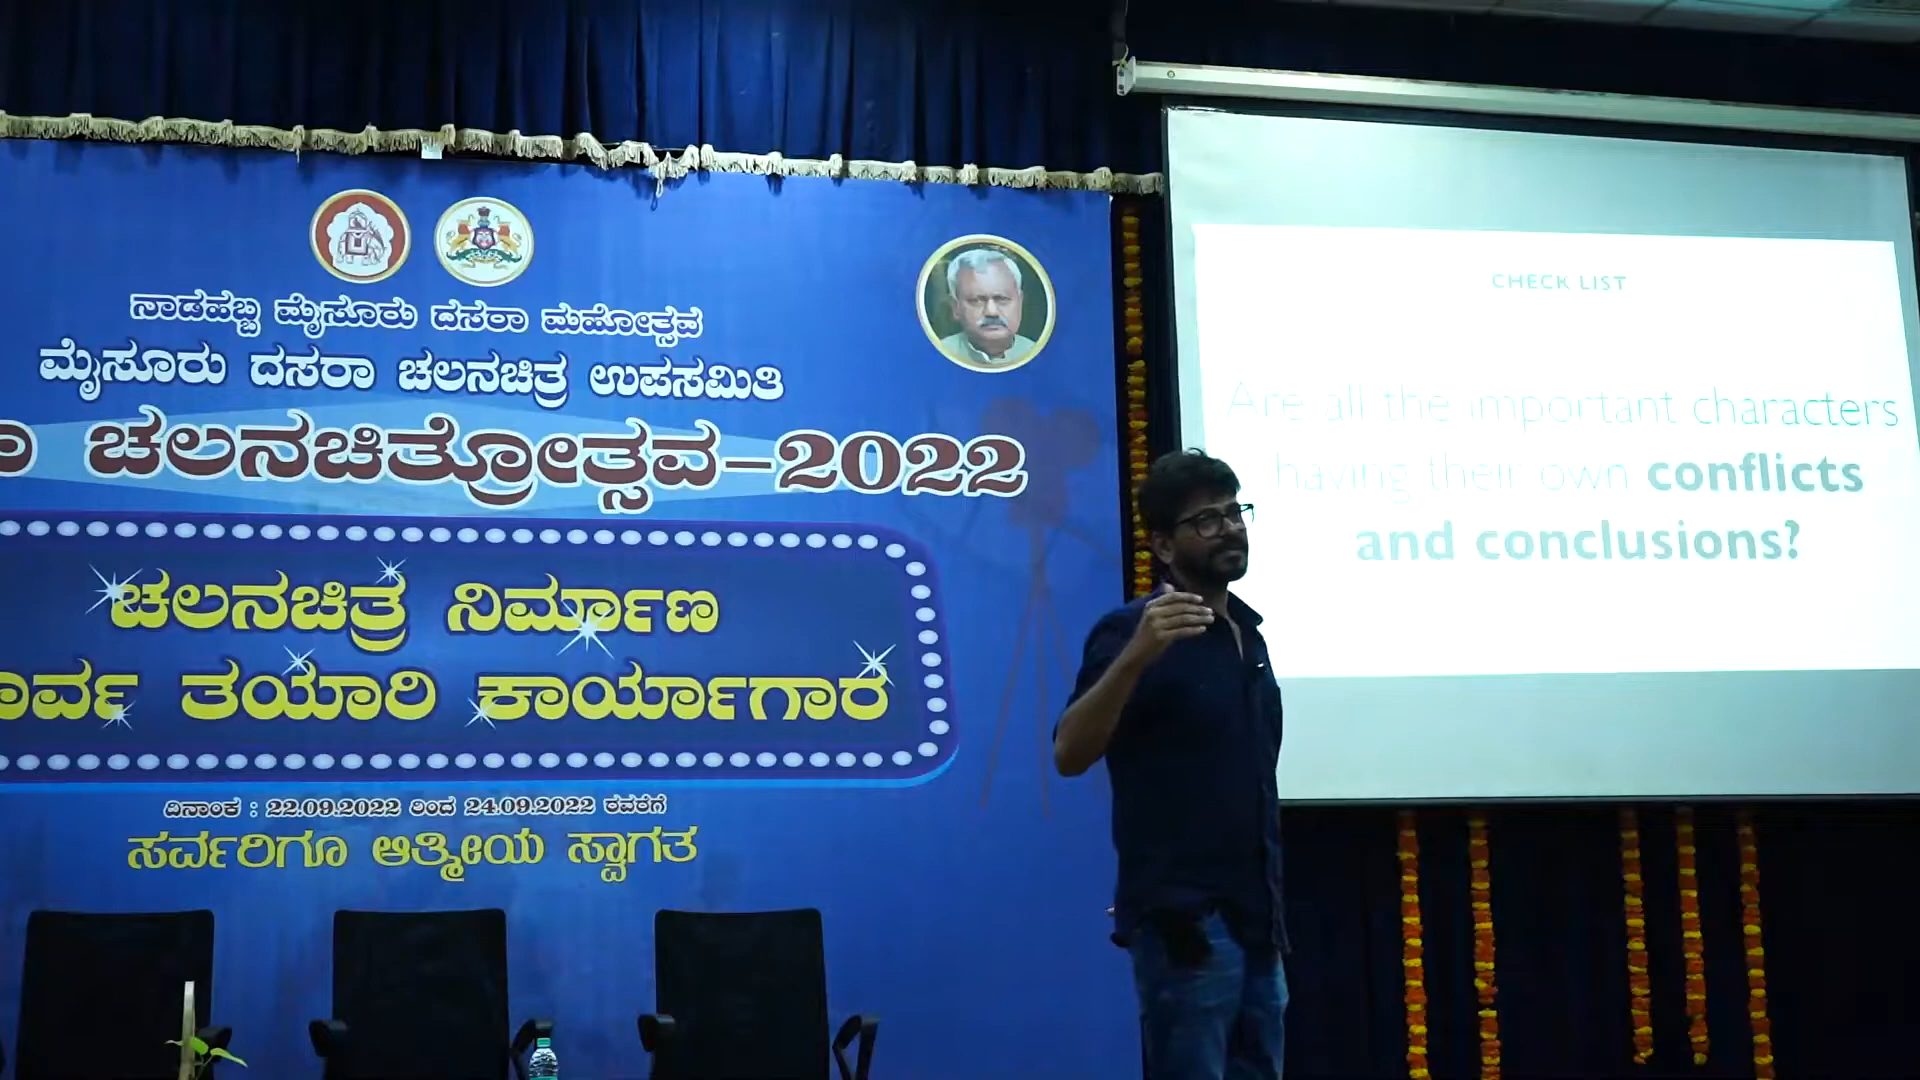 ನಾಡಹಬ್ಬ ಮೈಸೂರು ದಸರಾ ಮಹೋತ್ಸವ
ಮೈಸೂರು ದಸರಾ ಚಲನಚಿತ್ರ ಉಪಸಮಿತಿ
ಚಲನಚಿತ್ರೋತ್ಸವ-2022
ಚಲನಚಿತ್ರ ನಿರ್ಮಾಣ
ತಯಾರಿ ಕಾರ್ಯಾಗಾರ
ದಿನಾಂಕ : 22.09.2022 ರಿಂದ 24.09.2022 ರವರೆಗೆ
ಸರ್ವರಿಗೂ ಆತ್ಮೀಯ ಸ್ವಾಗತ
CHECK LIST
Are all the important characters
having their own conflicts
and conclusions?